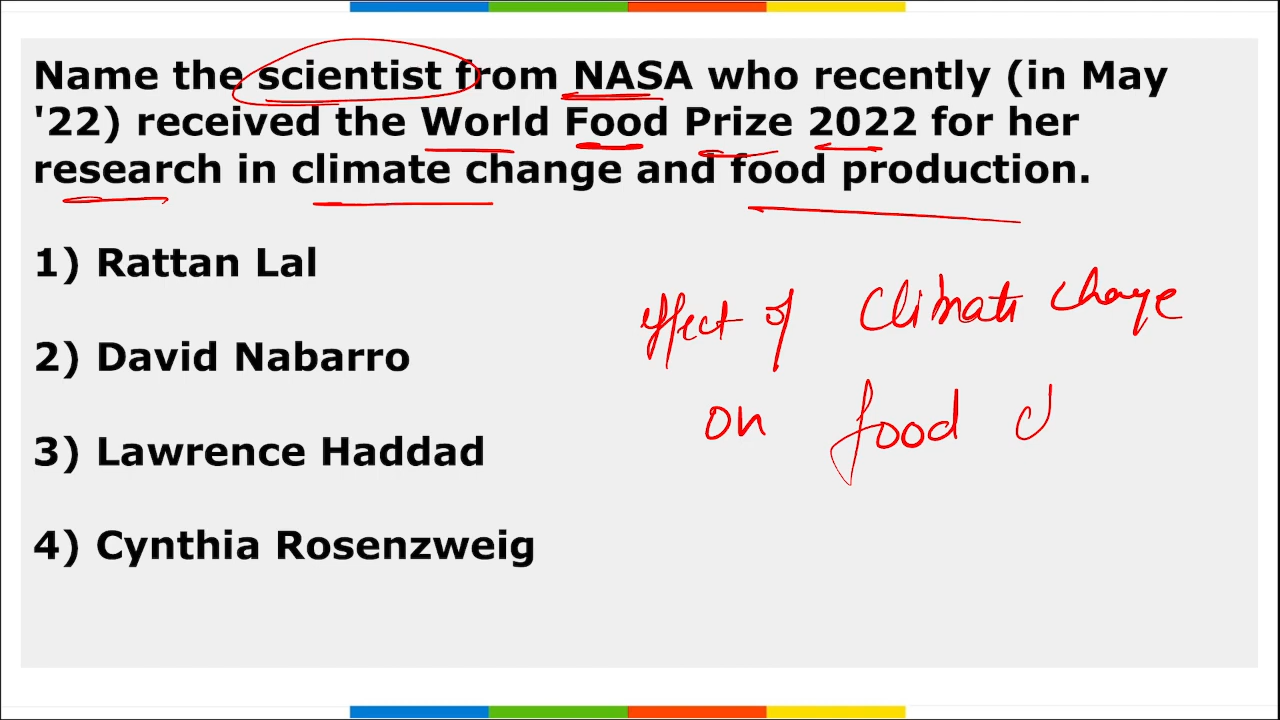 Name the scientist from NASA who recently (in May
'22) received the World Food Prize 2022 for her
research in climate change and food production.
1) Rattan Lal
2) David Nabarro
3) Lawrence Haddad
4) Cynthia Rosenzweig
effect of Climate change
on food